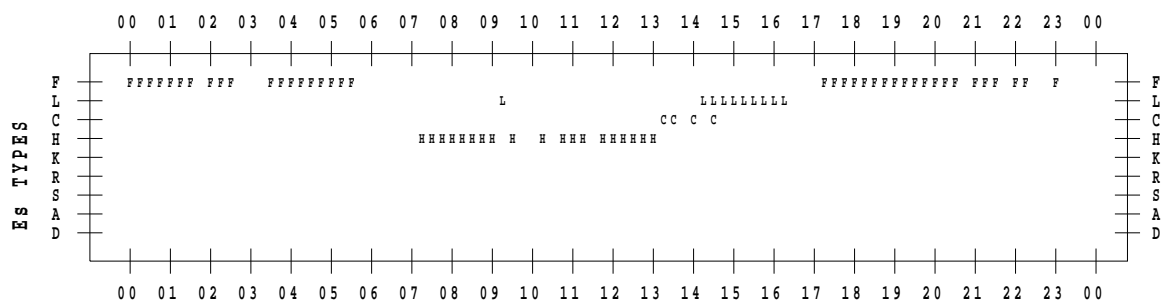 00 01 02 03 04 05 06 07 08 09 10 11 12 13 14 15 16 17 18 19 20 21 22 23 00
F FFFFFFF FFF FFFFFFFFF FFFFFFFFFFFFFF FFF FF F F
L L LLLLLLLLL L
C CC C C C
H HHHHHHHH H H HHH HHHHHH H
K K
R R
S S
A A
D D
Es TYPES
00 01 02 03 04 05 06 07 08 09 10 11 12 13 14 15 16 17 18 19 20 21 22 23 00